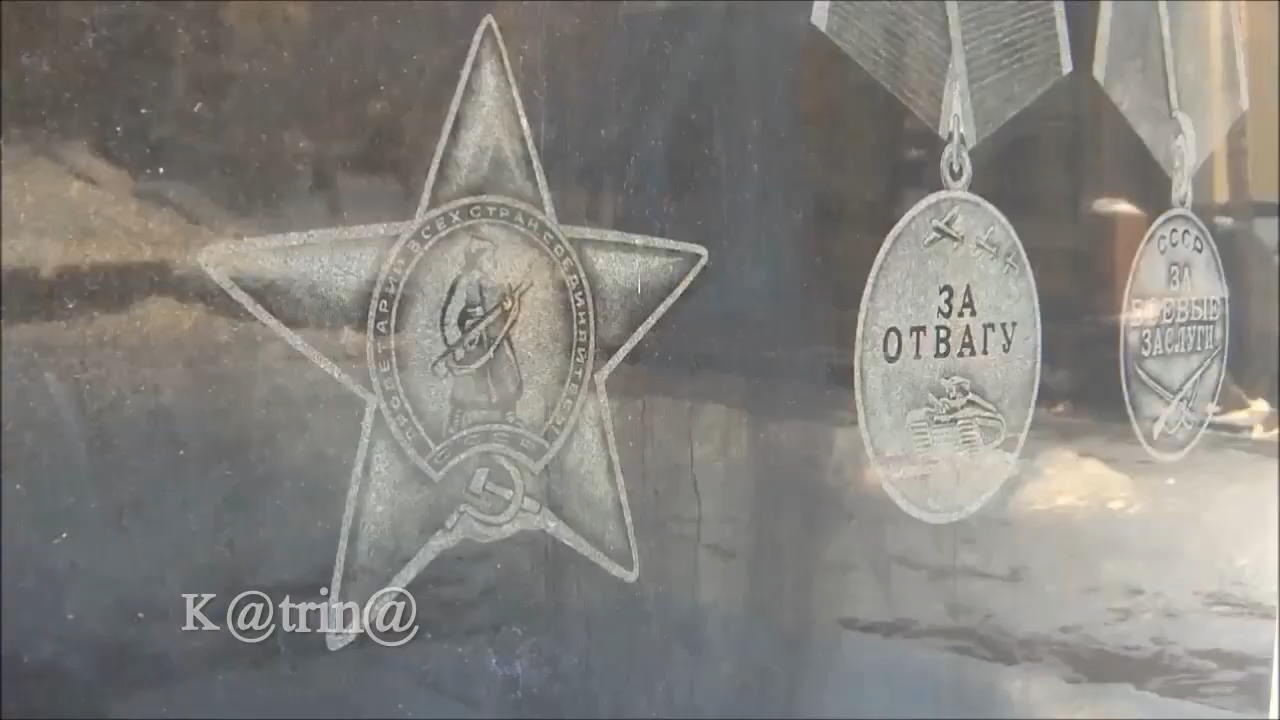 ПРОЛЕТАРИИ ВСЕХ СТРАН СОЕДИНЯЙТЕСЬ!
СССР
ЗА
ОТВАГУ
СССР
ЗА
БОЕВЫЕ
ЗАСЛУГИ
K@trin@